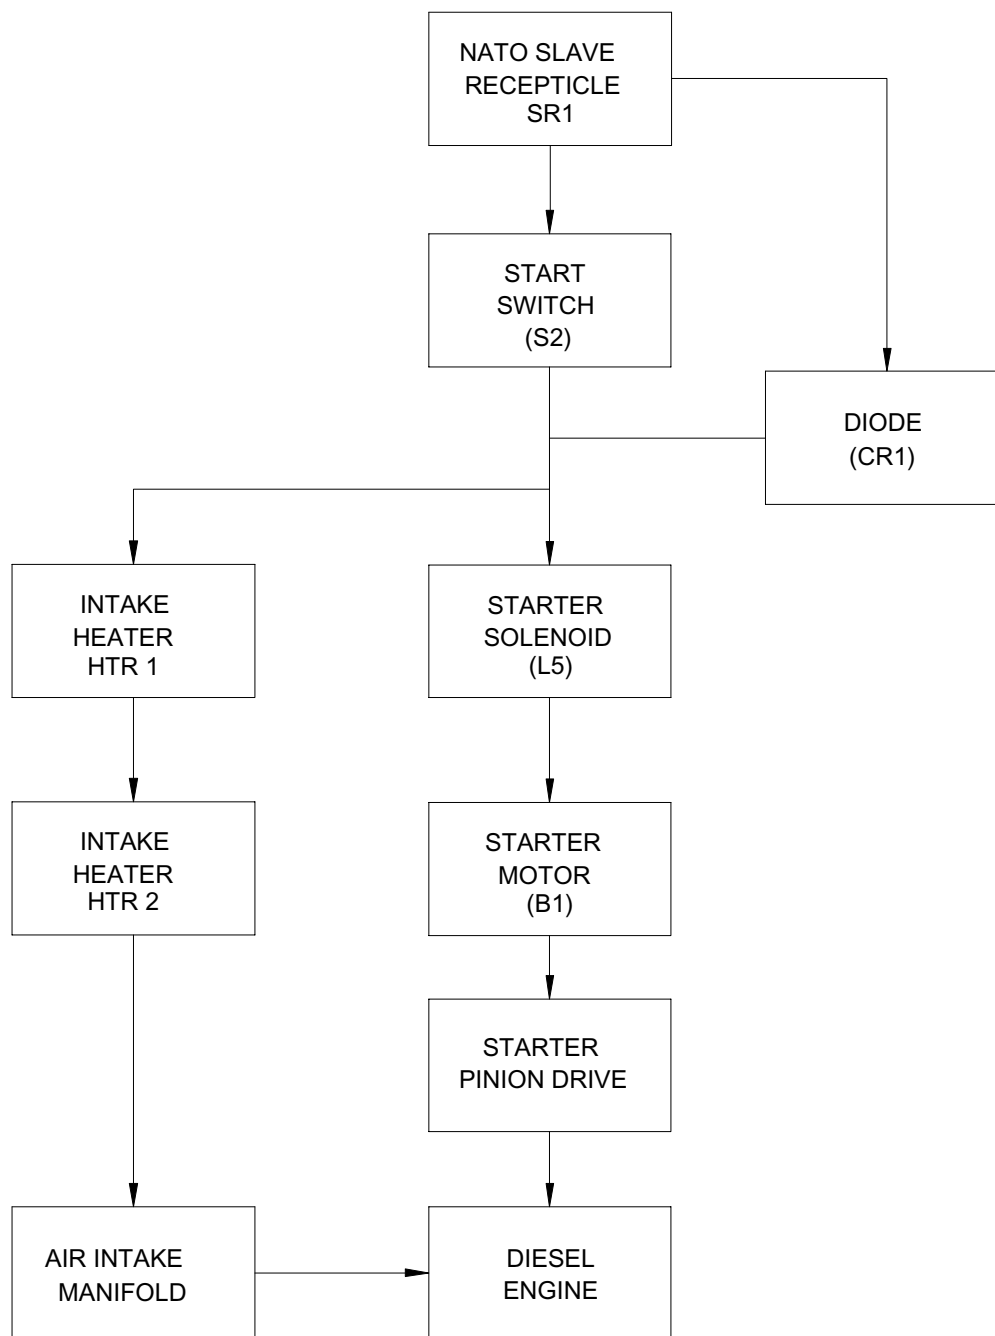 NATO SLAVE
RECEPTICLE
SR1
START
SWITCH
(S2)
DIODE
(CR1)
INTAKE
HEATER
HTR 1
STARTER
SOLENOID
(L5)
INTAKE
HEATER
HTR 2
STARTER
MOTOR
(B1)
STARTER
PINION DRIVE
AIR INTAKE
MANIFOLD
DIESEL
ENGINE